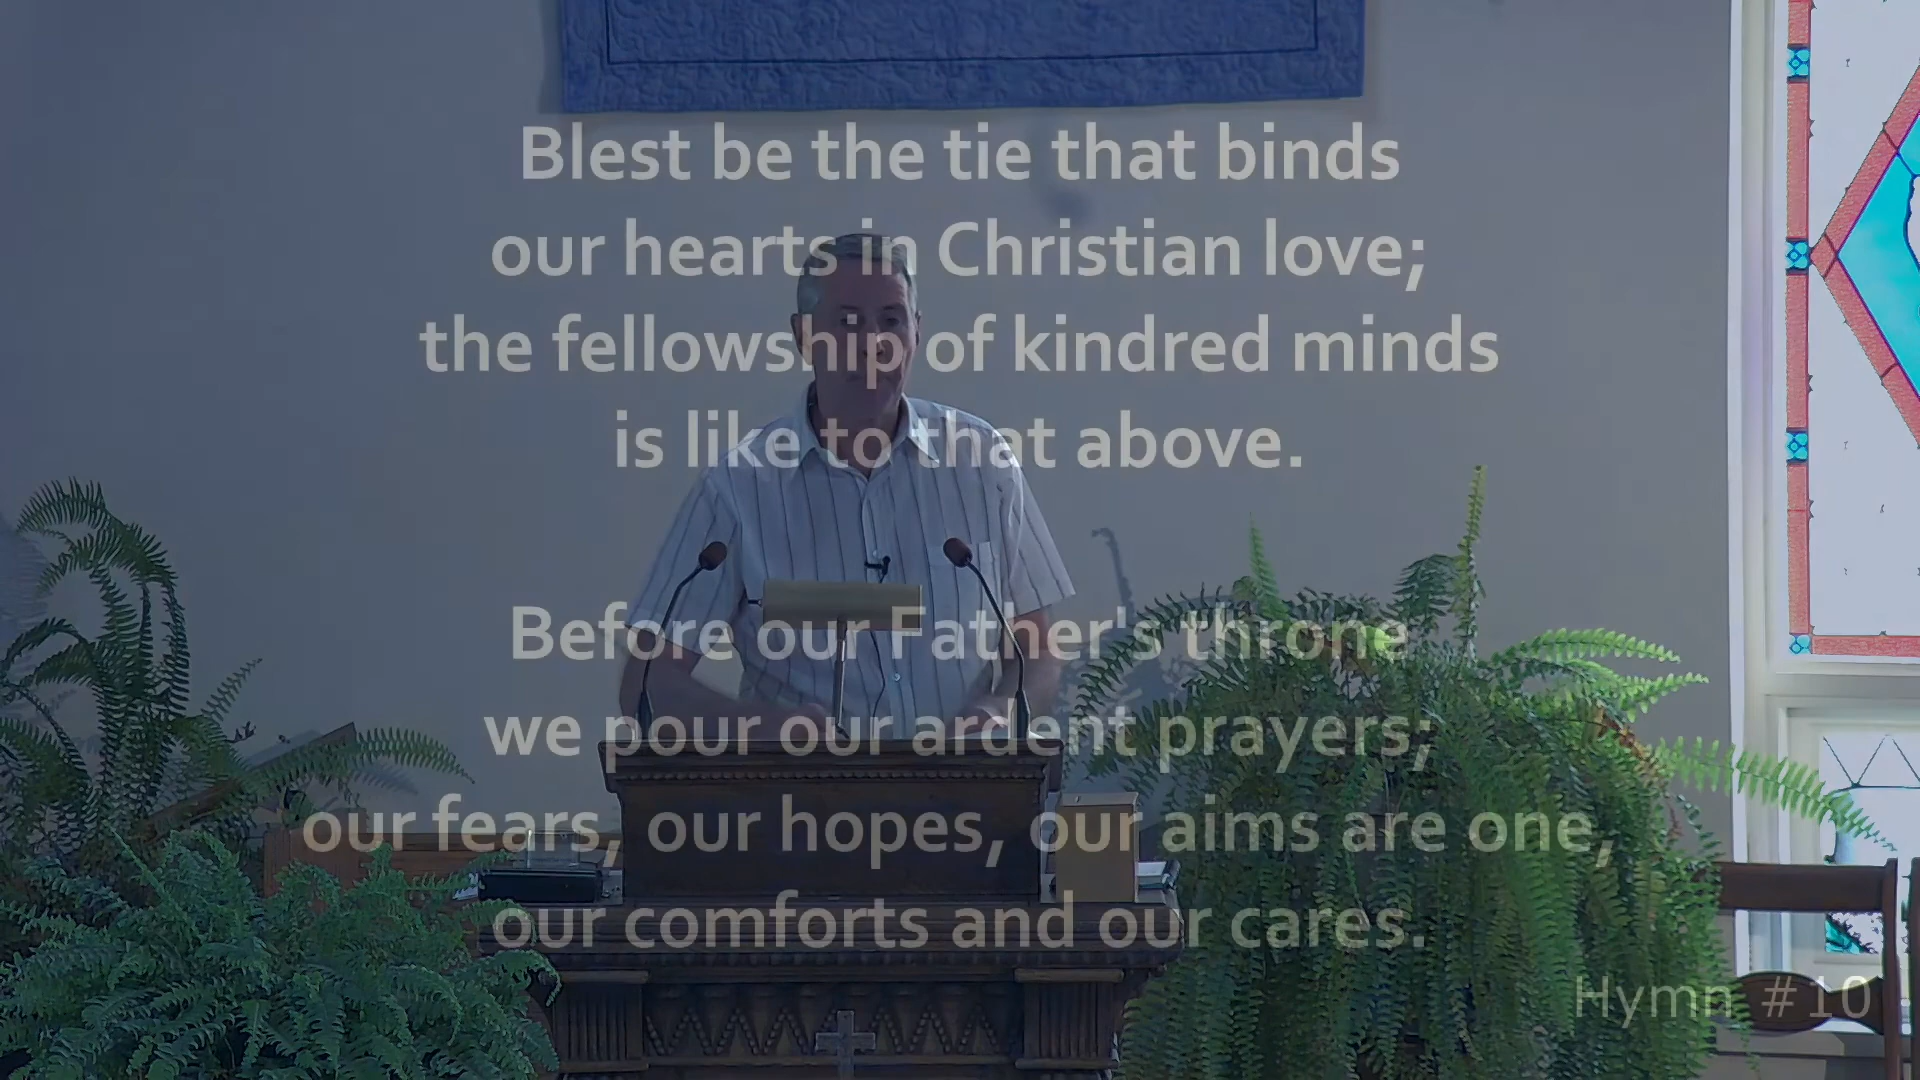 Blest be the tie that binds
our hearts in Christian love;
the fellowship of kindred minds
is like to that above.
Before our Father's throne
we pour our ardent prayers;
our fears, our hopes, our aims are one,
our comforts and our cares.
Hymn #10